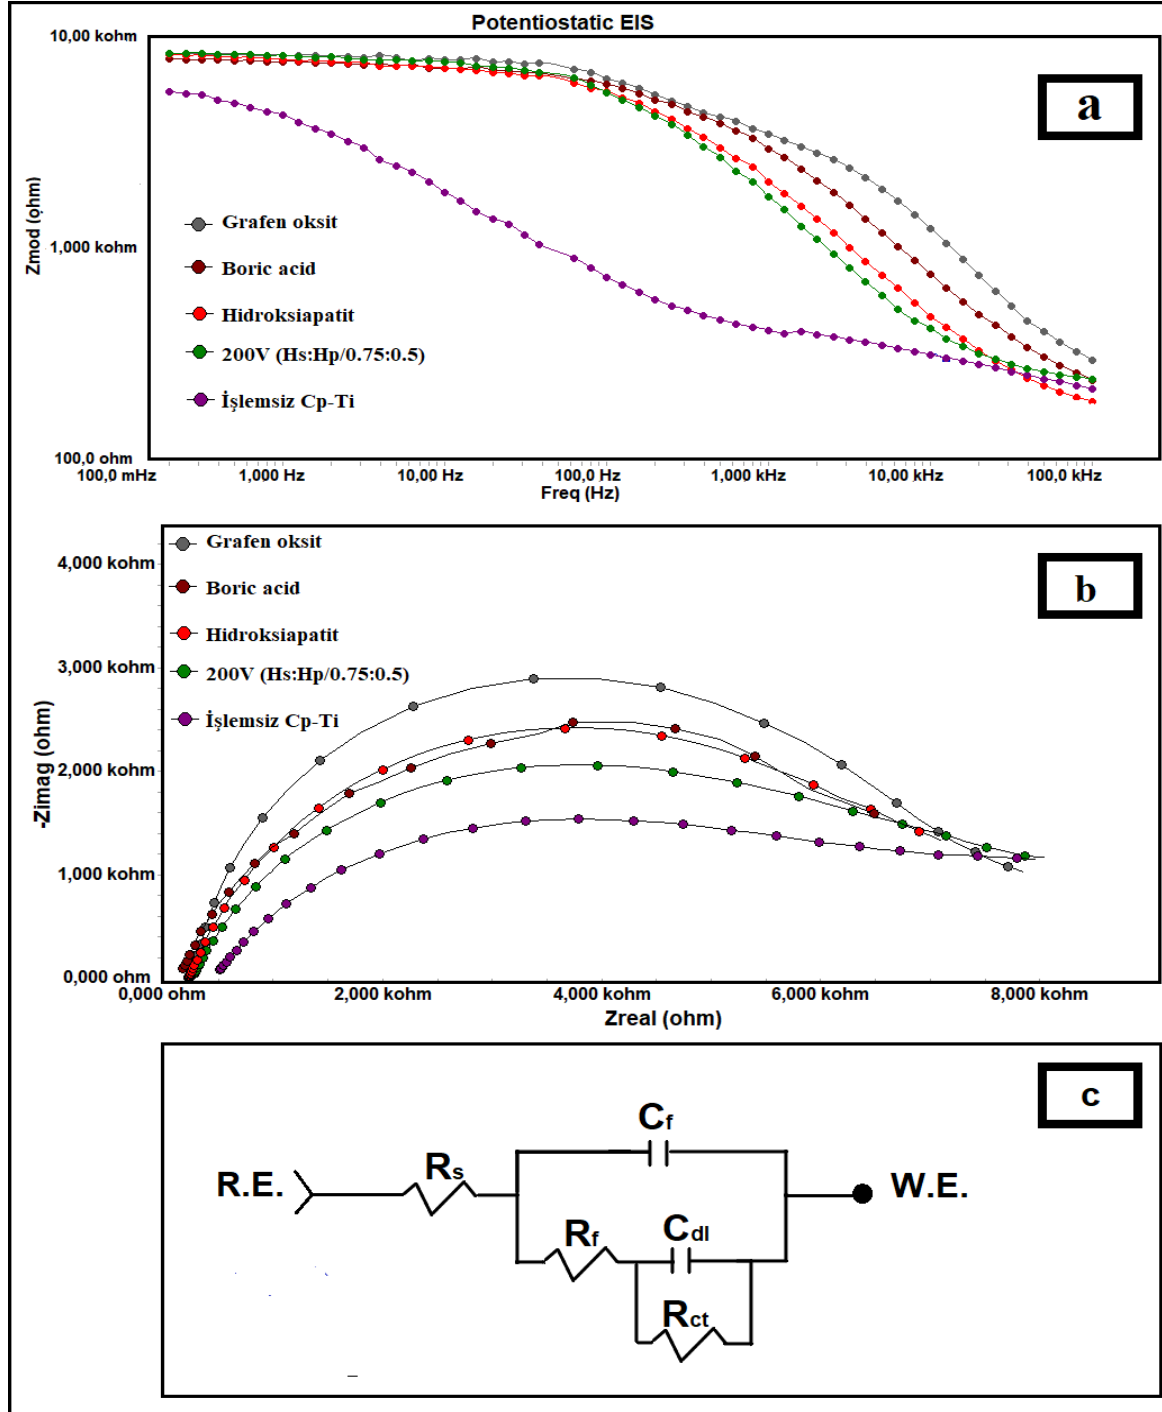 Potentiostatic EIS
10,00 kohm
a
Zmod (ohm)
Grafen oksit
1,000 kohm
Boric acid
Hidroksiapatit
200V (Hs:Hp/0.75:0.5)
İşlemsiz Cp-Ti
100,0 ohm
100,0 mHz 1,000 Hz 10,00 Hz 100,0 Hz 1,000 kHz 10,00 kHz 100,0 kHz
Freq (Hz)
Grafen oksit
4,000 kohm
b
Boric acid
Hidroksiapatit
3,000 kohm
200V (Hs:Hp/0.75:0.5)
İşlemsiz Cp-Ti
2,000 kohm
-Zimag (ohm)
1,000 kohm
0,000 ohm
0,000 ohm 2,000 kohm 4,000 kohm 6,000 kohm 8,000 kohm
Zreal (ohm)
c
Cf
Rs
R.E.
W.E.
Rf
Cdl
Rct